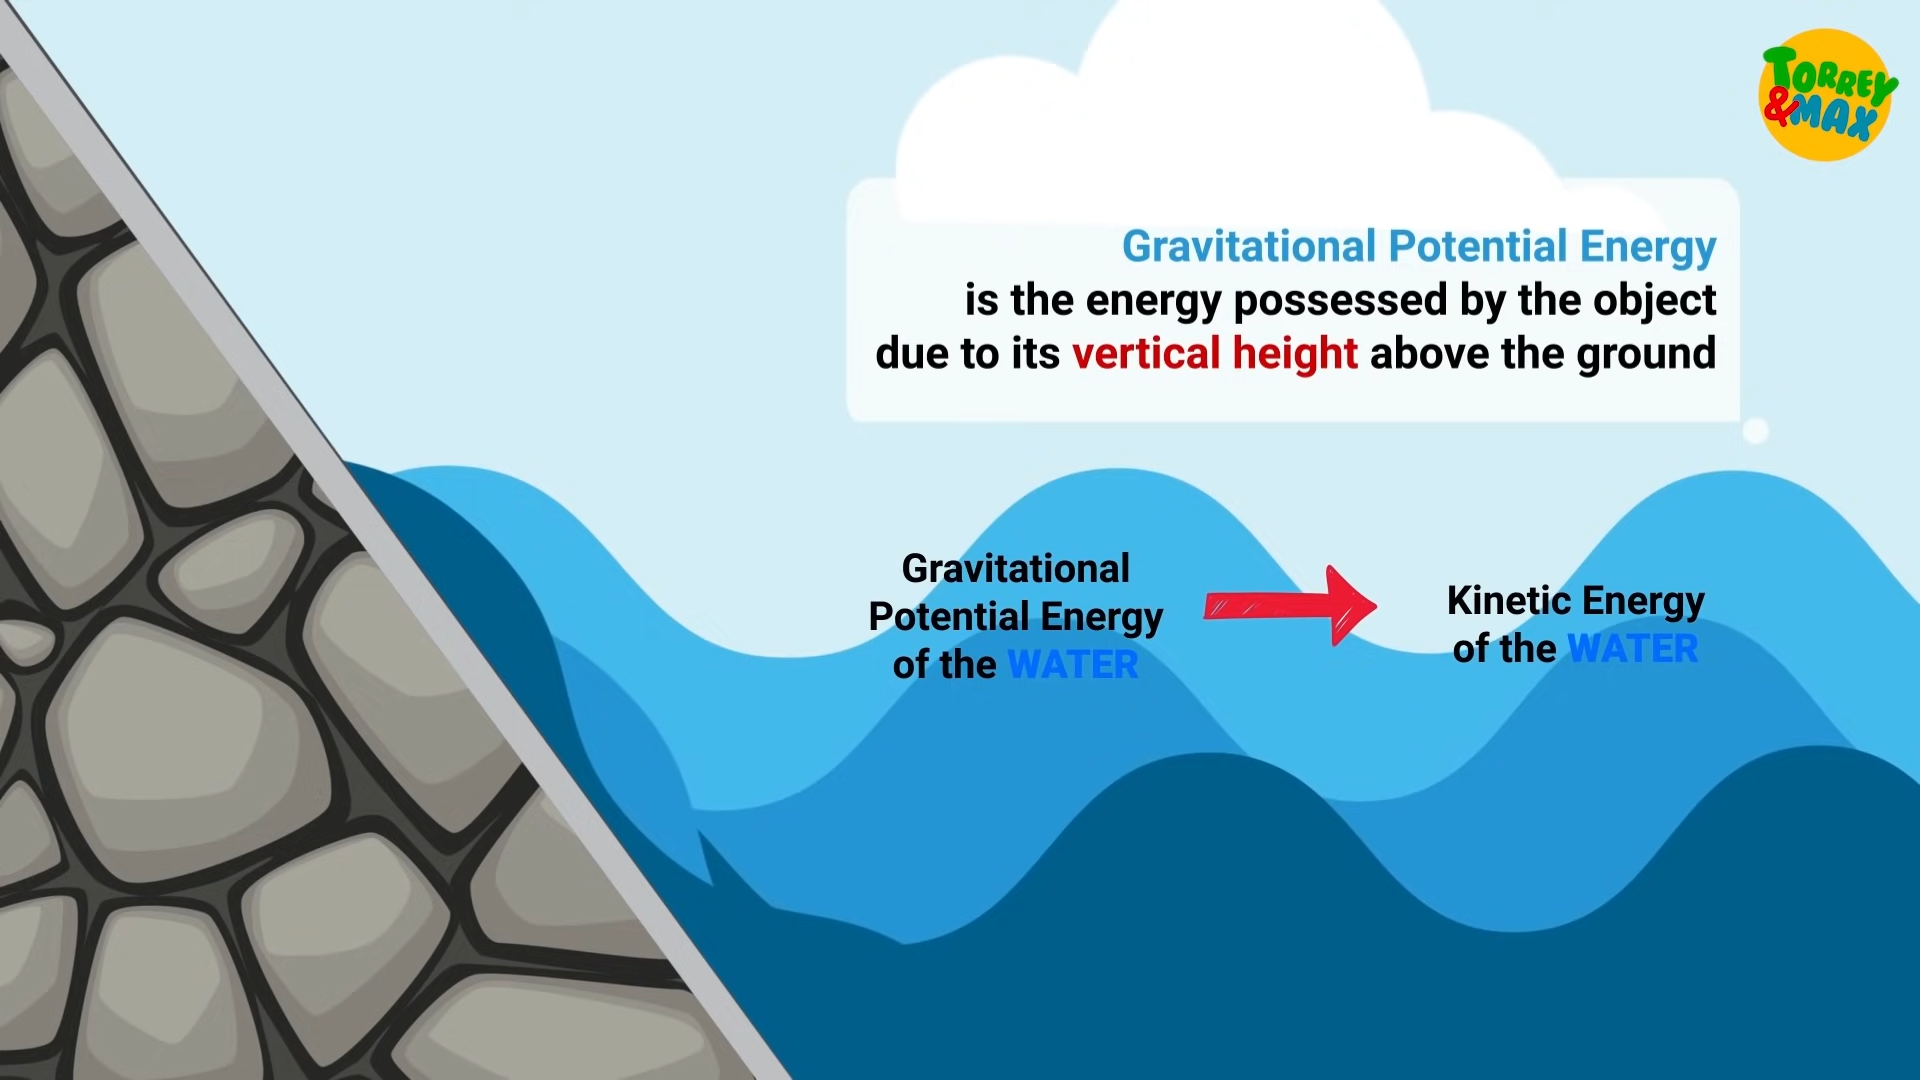 TORREY
&MAX
Gravitational Potential Energy
is the energy possessed by the object
due to its vertical height above the ground
Gravitational
Potential Energy
of the WATER
Kinetic Energy
of the WATER